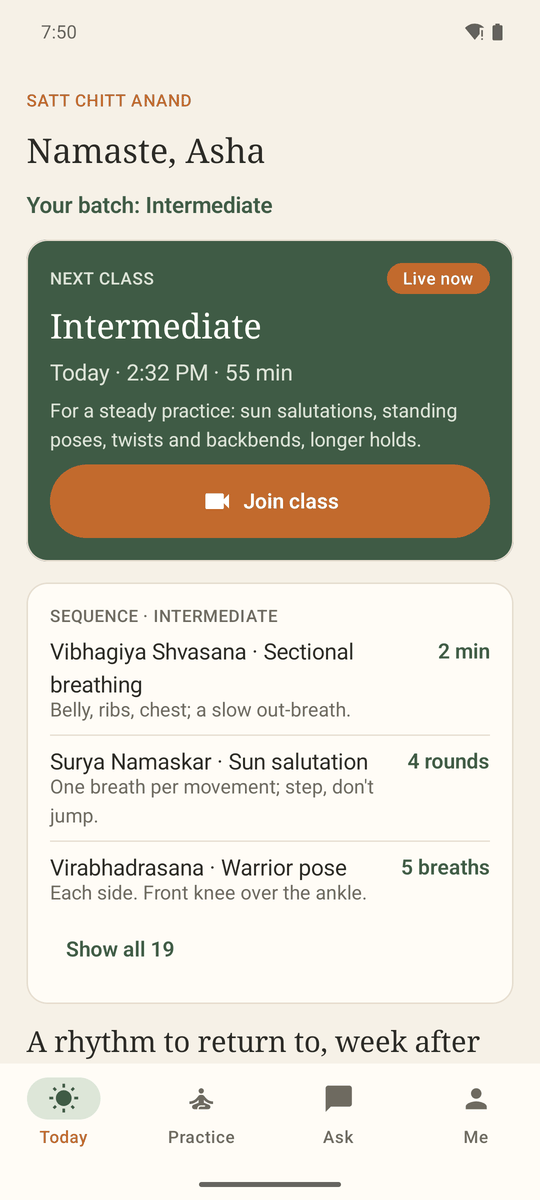 7:50
SATT CHITT ANAND
Namaste, Asha
Your batch: Intermediate
NEXT CLASS
Live now
Intermediate
Today · 2:32 PM · 55 min
For a steady practice: sun salutations, standing
poses, twists and backbends, longer holds.
Join class
SEQUENCE · INTERMEDIATE
Vibhagiya Shvasana · Sectional
breathing
2 min
Belly, ribs, chest; a slow out-breath.
Surya Namaskar · Sun salutation
4 rounds
One breath per movement; step, don't
jump.
Virabhadrasana · Warrior pose
5 breaths
Each side. Front knee over the ankle.
Show all 19
A rhythm to return to, week after
Today
Practice
Ask
Me